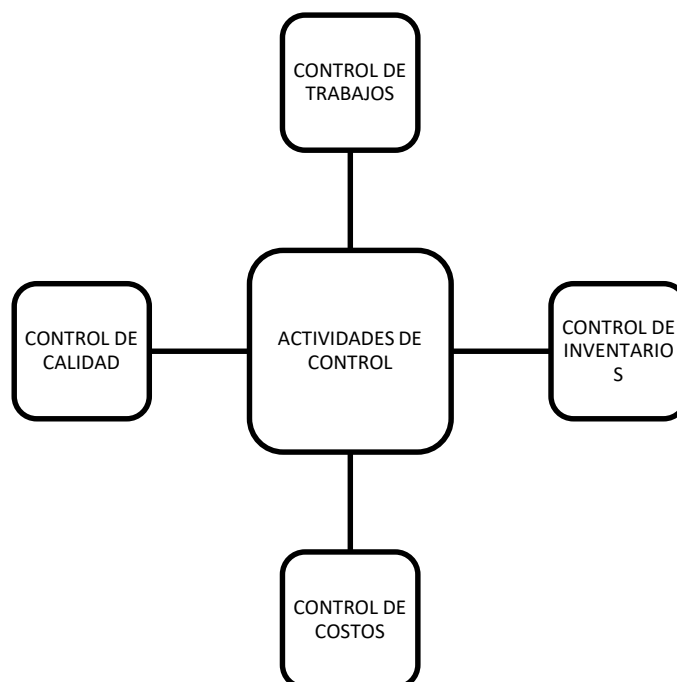 CONTROL DE
TRABAJOS
CONTROL DE
CALIDAD
ACTIVIDADES DE
CONTROL
CONTROL DE
INVENTARIO
S
CONTROL DE
COSTOS